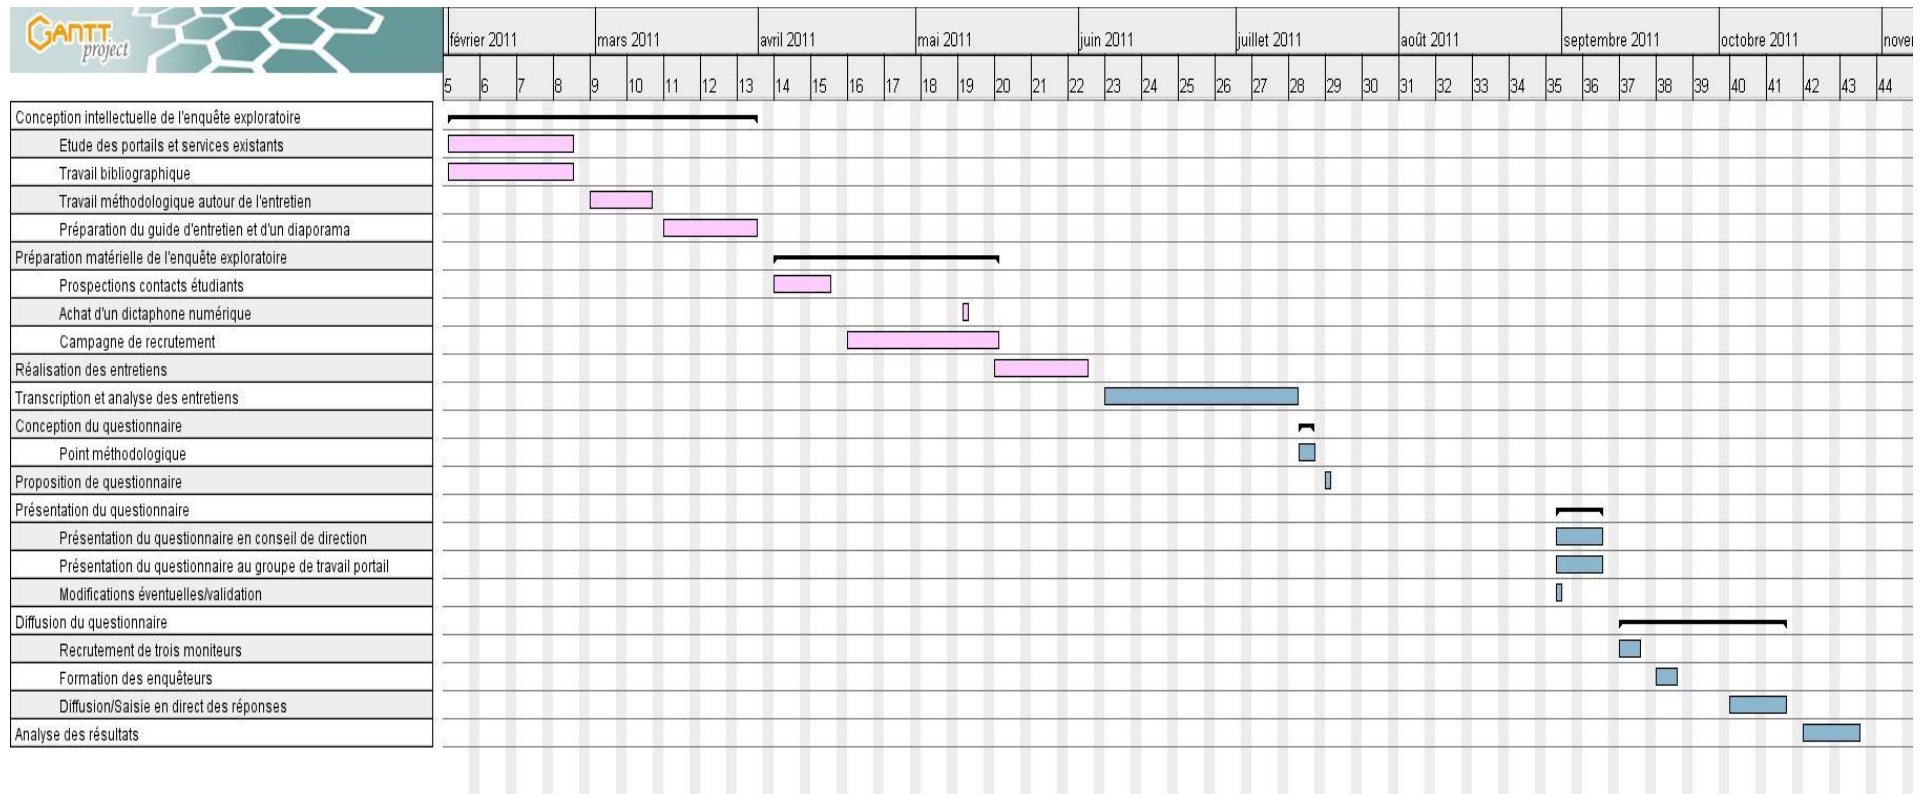 GANTT
project
février 2011 mars 2011 avril 2011 mai 2011 juin 2011 juillet 2011 août 2011 septembre 2011 octobre 2011 nover
5 6 7 8 9 10 11 12 13 14 15 16 17 18 19 20 21 22 23 24 25 26 27 28 29 30 31 32 33 34 35 36 37 38 39 40 41 42 43 44
Conception intellectuelle de l'enquête exploratoire
Etude des portails et services existants
Travail bibliographique
Travail méthodologique autour de l'entretien
Préparation du guide d'entretien et d'un diaporama
Préparation matérielle de l'enquête exploratoire
Prospections contacts étudiants
Achat d'un dictaphone numérique
Campagne de recrutement
Réalisation des entretiens
Transcription et analyse des entretiens
Conception du questionnaire
Point méthodologique
Proposition de questionnaire
Présentation du questionnaire
Présentation du questionnaire en conseil de direction
Présentation du questionnaire au groupe de travail portail
Modifications éventuelles/validation
Diffusion du questionnaire
Recrutement de trois moniteurs
Formation des enquêteurs
Diffusion/Saisie en direct des réponses
Analyse des résultats